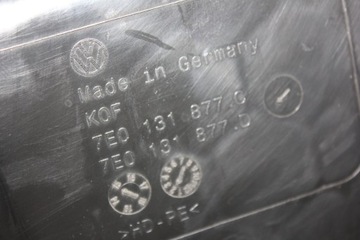 Made in Germany
KOF
7E0 131.877.C
7E0 131.877.D
>HD-PE<